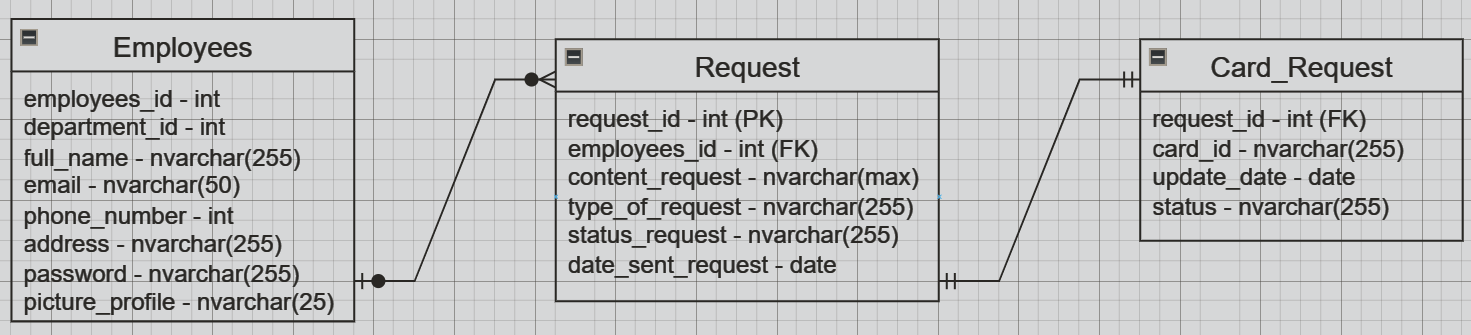 Employees
employees_id - int
department_id - int
full_name - nvarchar(255)
email - nvarchar(50)
phone_number - int
address - nvarchar(255)
password - nvarchar(255)
picture_profile - nvarchar(25)
Request
request_id - int (PK)
employees_id - int (FK)
content_request - nvarchar(max)
type_of_request - nvarchar(255)
status_request - nvarchar(255)
date_sent_request - date
Card_Request
request_id - int (FK)
card_id - nvarchar(255)
update_date - date
status - nvarchar(255)